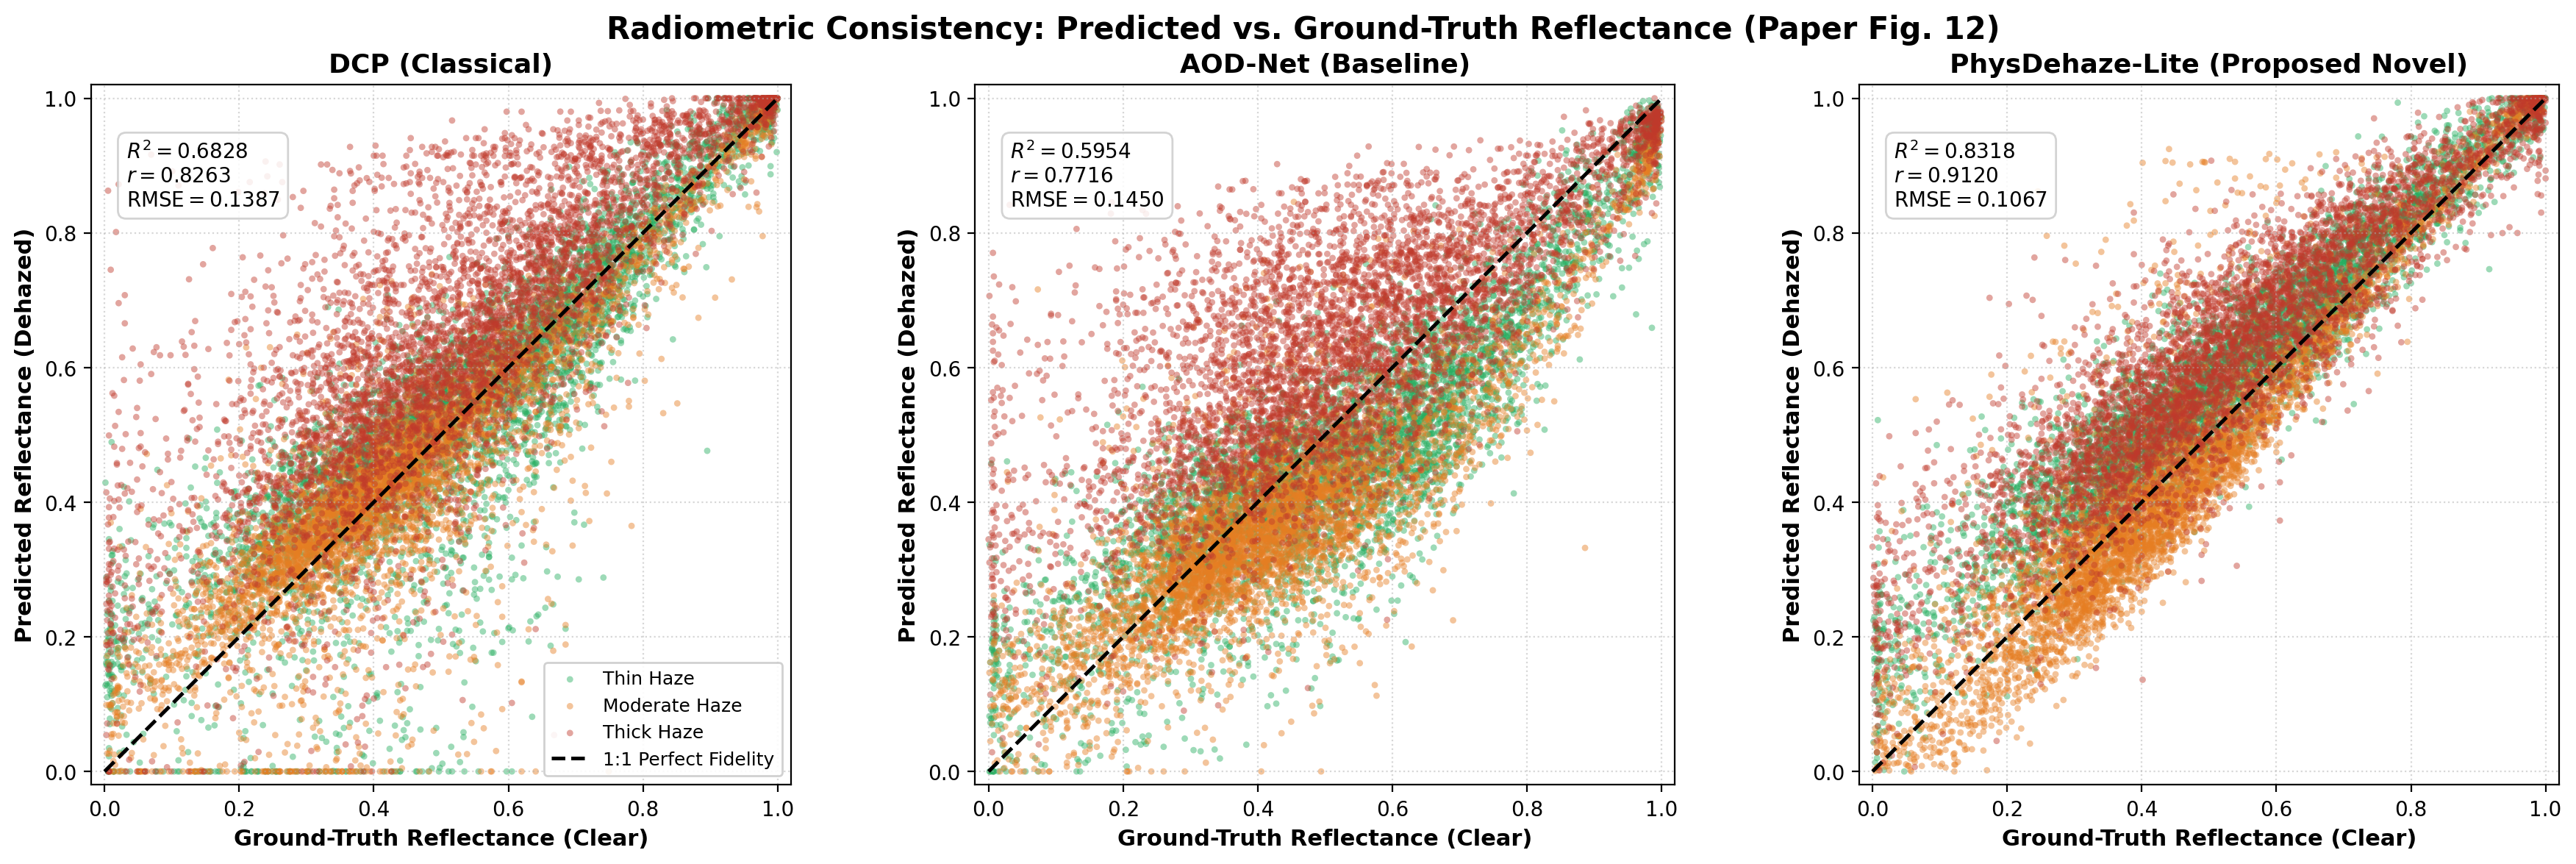 Radiometric Consistency: Predicted vs. Ground-Truth Reflectance (Paper Fig. 12)
DCP (Classical)
Predicted Reflectance (Dehazed)
1.0
0.8
0.6
0.4
0.2
0.0
R² = 0.6828
r = 0.8263
RMSE = 0.1387
Thin Haze
Moderate Haze
Thick Haze
1:1 Perfect Fidelity
0.0 0.2 0.4 0.6 0.8 1.0
Ground-Truth Reflectance (Clear)
AOD-Net (Baseline)
Predicted Reflectance (Dehazed)
1.0
0.8
0.6
0.4
0.2
0.0
R² = 0.5954
r = 0.7716
RMSE = 0.1450
0.0 0.2 0.4 0.6 0.8 1.0
Ground-Truth Reflectance (Clear)
PhysDehaze-Lite (Proposed Novel)
Predicted Reflectance (Dehazed)
1.0
0.8
0.6
0.4
0.2
0.0
R² = 0.8318
r = 0.9120
RMSE = 0.1067
0.0 0.2 0.4 0.6 0.8 1.0
Ground-Truth Reflectance (Clear)